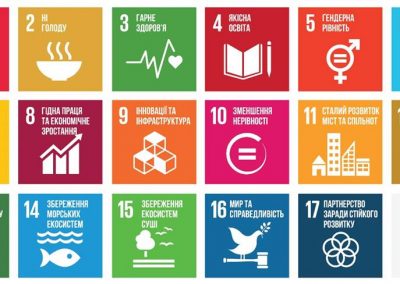 2 НІ
ГОЛОДУ
3 ГАРНЕ
ЗДОРОВ'Я
4 ЯКІСНА
ОСВІТА
5 ГЕНДЕРНА
РІВНІСТЬ
8 ГІДНА ПРАЦЯ
ТА ЕКОНОМІЧНЕ
ЗРОСТАННЯ
9 ІННОВАЦІЇ ТА
ІНФРАСТРУКТУРА
10 ЗМЕНШЕННЯ
НЕРІВНОСТІ
11 СТАЛИЙ РОЗВИТОК
МІСТ ТА СПІЛЬНОТ
14 ЗБЕРЕЖЕННЯ
МОРСЬКИХ
ЕКОСИСТЕМ
15 ЗБЕРЕЖЕННЯ
ЕКОСИСТЕМ
СУШІ
16 МИР ТА
СПРАВЕДЛИВІСТЬ
17 ПАРТНЕРСТВО
ЗАРАДИ СТІЙКОГО
РОЗВИТКУ